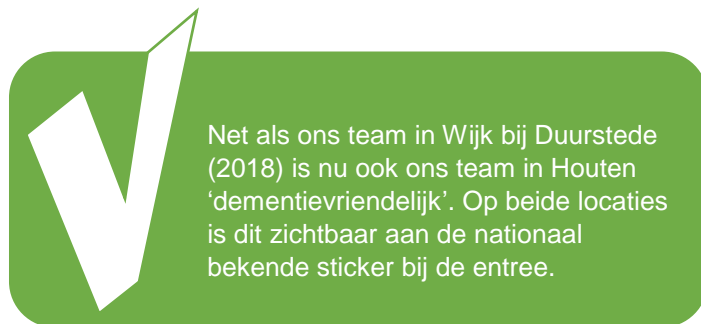 Net als ons team in Wijk bij Duurstede
(2018) is nu ook ons team in Houten
‘dementievriendelijk’. Op beide locaties
is dit zichtbaar aan de nationaal
bekende sticker bij de entree.